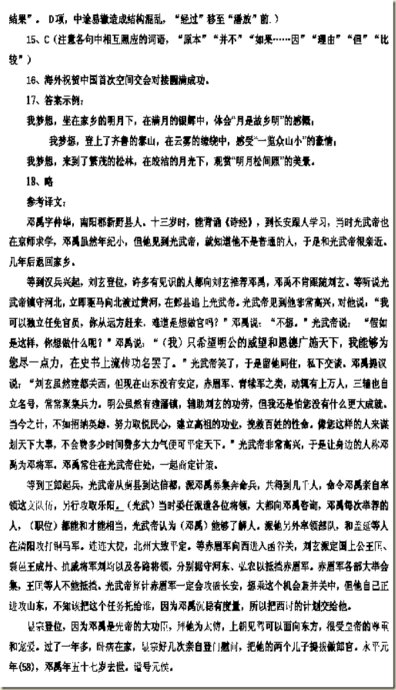 结果”。 D项，中途易辙造成结构混乱，“经过”移至“播放”前．）
15、C（注意各句中相互照应的词语，“原本”“并不”“如果……因”“理由”“但”“比较”）
16、海外祝贺中国首次空间交会对接圆满成功。
17、答案示例：
我梦想，坐在家乡的明月下，在满月的银辉中，体会“月是故乡明”的感慨；
我梦想，登上了齐鲁的泰山，在云雾的缭绕中，感受“一览众山小”的豪情；
我梦想，来到了繁茂的松林，在皎洁的月光下，观赏“明月松间照”的美景。
18、略
参考译文：
邓禹字仲华，南阳郡新野县人。十三岁时，能背诵《诗经》，到长安跟人学习，当时光武帝也
在京师求学，邓禹虽然年纪小，但他见到光武帝，就知道他不是普通的人，于是和光武帝很亲近。
几年后返回家乡。
等到汉兵兴起，刘玄登位，许多有见识的人都向刘玄推荐邓禹，邓禹不肯跟随刘玄。等听说光
武帝镇守河北，立即驱马向北渡过黄河，在邺县追上光武帝。光武帝见到他非常高兴，对他说：“我
可以独立任免官员，你从远方赶来，难道是想做官吗？”邓禹说：“不想。”光武帝说： “假如
是这样，你想做什么呢？”邓禹说：“（我）只希望明公的威望和恩德广施天下，我能够为
您尽一点力，在史书上流传功名罢了。”光武帝笑了，于是留他同住，私下交谈。邓禹提议
说：“刘玄虽然建都关西，但现在山东没有安定，赤眉军、青犊军之类，动辄有上万人，三辅他自
立名号，常常聚集兵力。明公虽然有建藩镇，辅助刘玄的功劳，但我还是怕您没有什么更大成就。
当今之计，不如招纳英雄，努力取悦民心，建立高祖的功业，挽救百姓的性命。像您这样的人来谋
划天下大事，不会费多少时间费多大力气便可平定天下。”光武帝非常高兴，于是让身边的人称邓
禹为邓将军。邓禹常住在光武帝住处，一起商定计策。
等到王郎起兵，光武帝从蓟县到达信都，派邓禹募集奔命兵，共得到几千人，命令邓禹亲自率
领这支队伍，另行攻取乐阳。（光武）当时委任派遣各位将领，大都向邓禹咨询，邓禹每次举荐的
人，（职位）都能和才能相当，光武帝认为（邓禹）能够了解人。派他另外率领部队，和盖延等人
在清阳攻打铜马军。连连大捷，北州大致平定。等赤眉军向西进入函谷关，刘玄派定国上公王匡、
襄邑王成丹、抗威将军刘均以及各路将领，分别据守河东、弘农以抵挡赤眉军。赤眉军各部大举会
集，王匡等人不能抵挡。光武帝算计赤眉军一定会攻破长安，想乘这个机会兼并关中，但他自己正
进攻山东，不知该把这个任务托给谁，因为邓禹沉稳有度量，所以把西讨的计划交给他。
显宗登位，因为邓禹是光帝的大功臣，拜他为太傅，上朝见驾可以面向东方，很受皇帝的尊重
和宠爱。过了一年多，卧病在家，显宗好几次亲自登门慰问，把他的两个儿子提拔做郎官。永平元
年(58)，邓禹年五十七岁去世。谥号元侯。